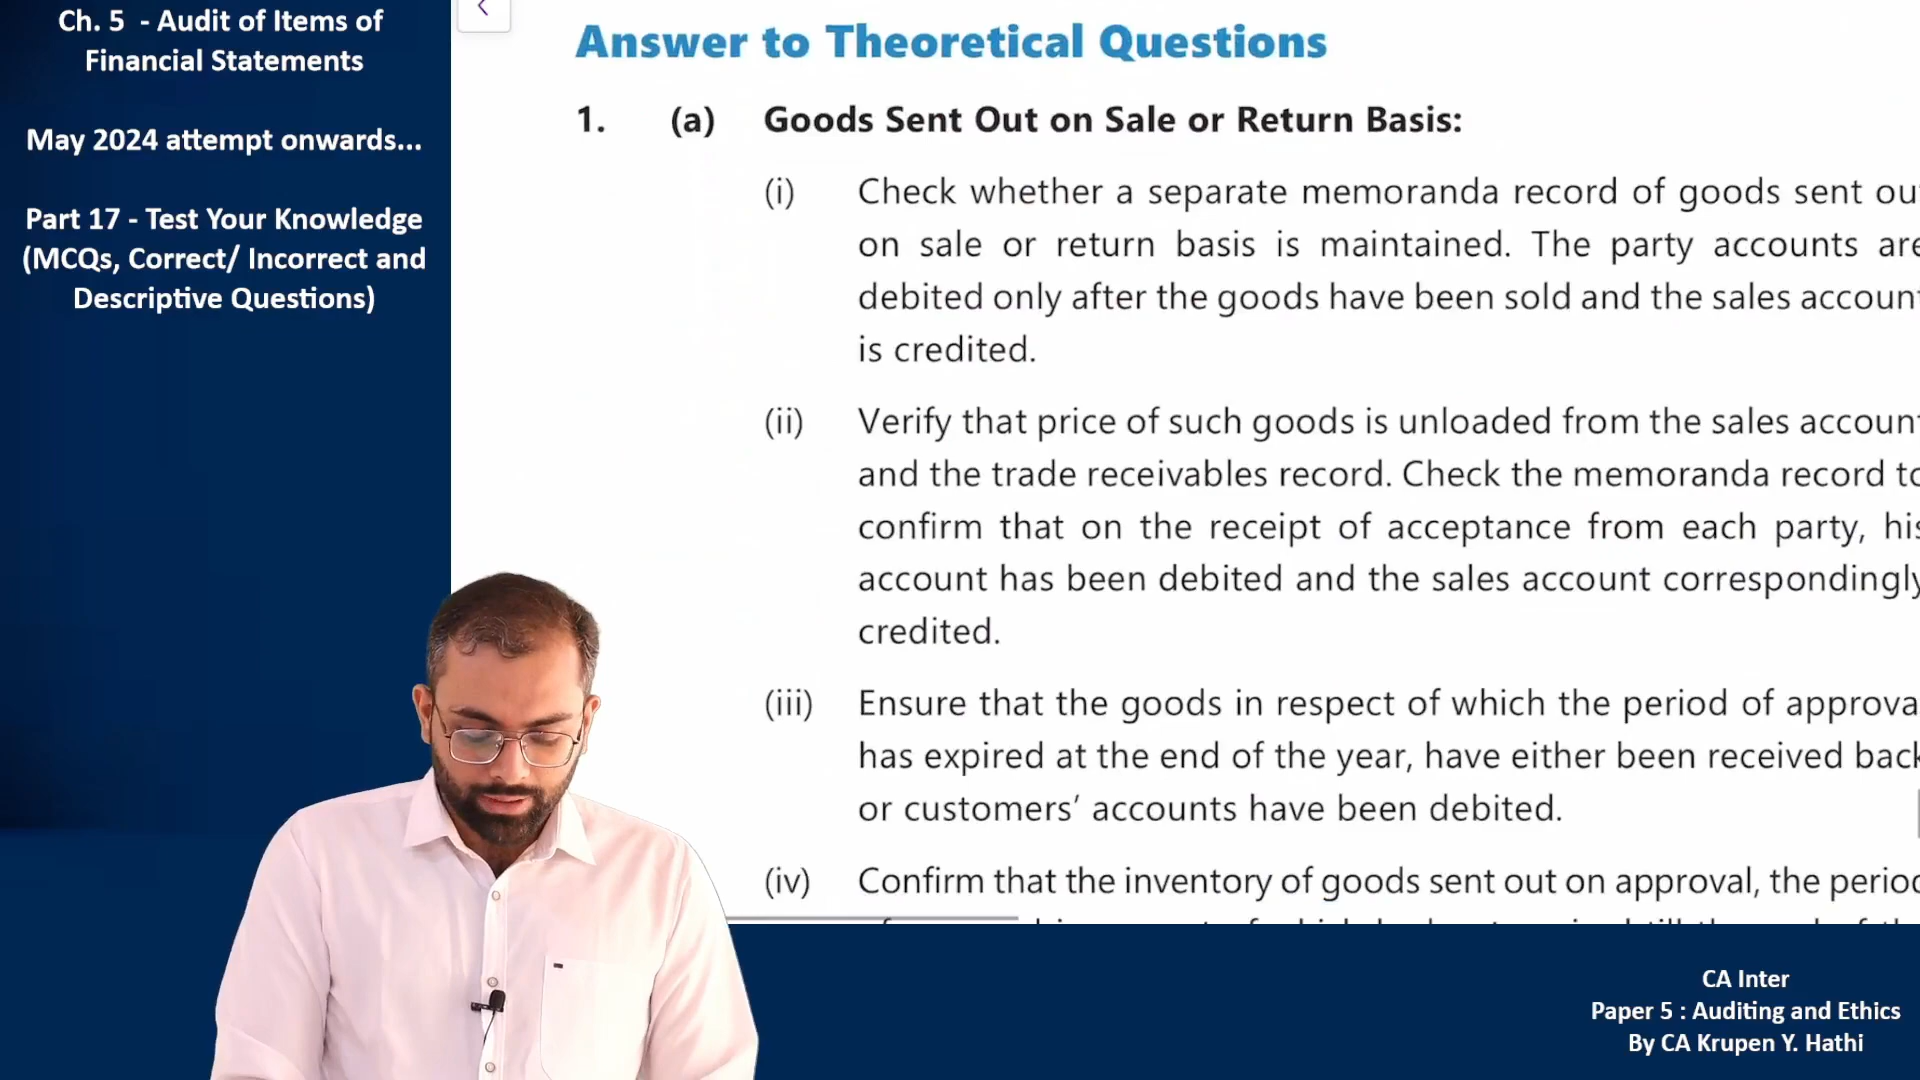 Ch. 5 - Audit of Items of
Financial Statements
May 2024 attempt onwards...
Part 17 - Test Your Knowledge
(MCQs, Correct/ Incorrect and
Descriptive Questions)
Answer to Theoretical Questions
1. (a) Goods Sent Out on Sale or Return Basis:
(i) Check whether a separate memoranda record of goods sent ou
on sale or return basis is maintained. The party accounts are
debited only after the goods have been sold and the sales accoun
is credited.
(ii) Verify that price of such goods is unloaded from the sales accoun
and the trade receivables record. Check the memoranda record to
confirm that on the receipt of acceptance from each party, his
account has been debited and the sales account correspondingly
credited.
(iii) Ensure that the goods in respect of which the period of approva
has expired at the end of the year, have either been received back
or customers’ accounts have been debited.
(iv) Confirm that the inventory of goods sent out on approval, the period
CA Inter
Paper 5 : Auditing and Ethics
By CA Krupen Y. Hathi